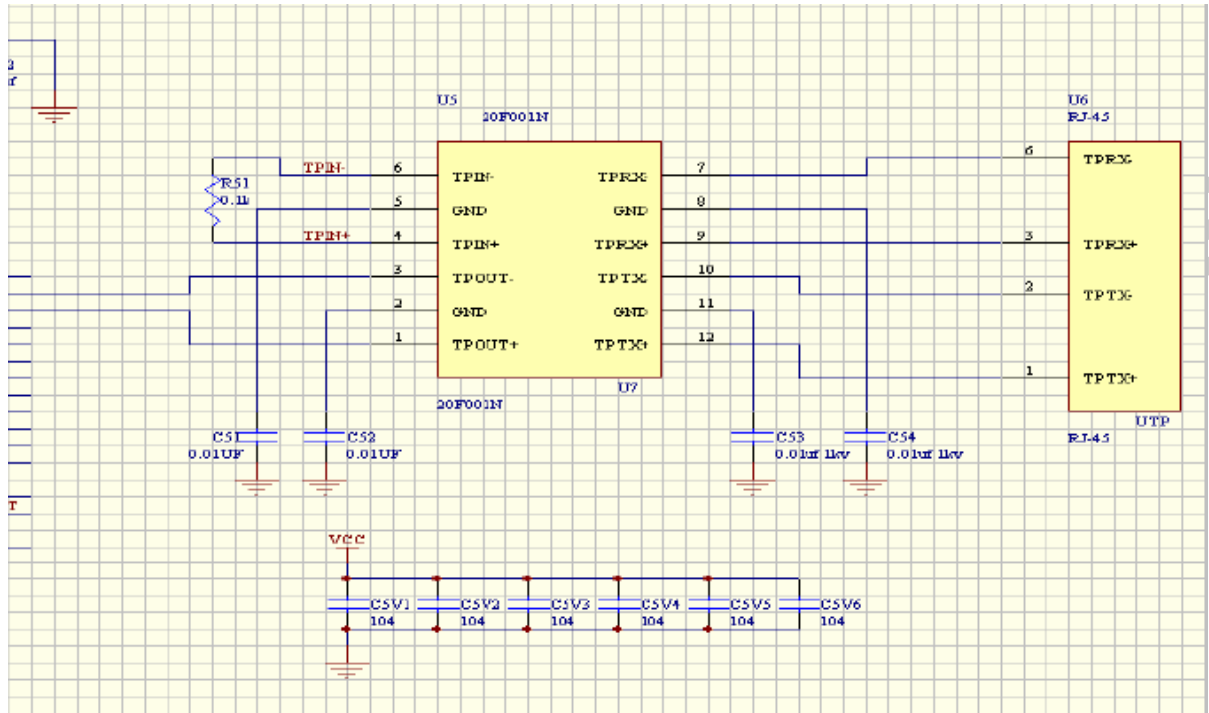 U5
20F001N
U6
RJ-45
TPIN-
6
TPIN-
TPRX-
7
6
TPRX-
R51
0.1k
5
GND
GND
8
TPIN+
4
TPIN+
TPRX+
9
3
TPRX+
3
TPOUT-
TPTX-
10
2
TPTX-
2
GND
GND
11
1
TPOUT+
TPTX+
12
1
TPTX+
U7
20F001N
UTP
RJ-45
C51
0.01UF
C52
0.01UF
C53
0.01uf 1kv
C54
0.01uf 1kv
T
VCC
C5V1
104
C5V2
104
C5V3
104
C5V4
104
C5V5
104
C5V6
104